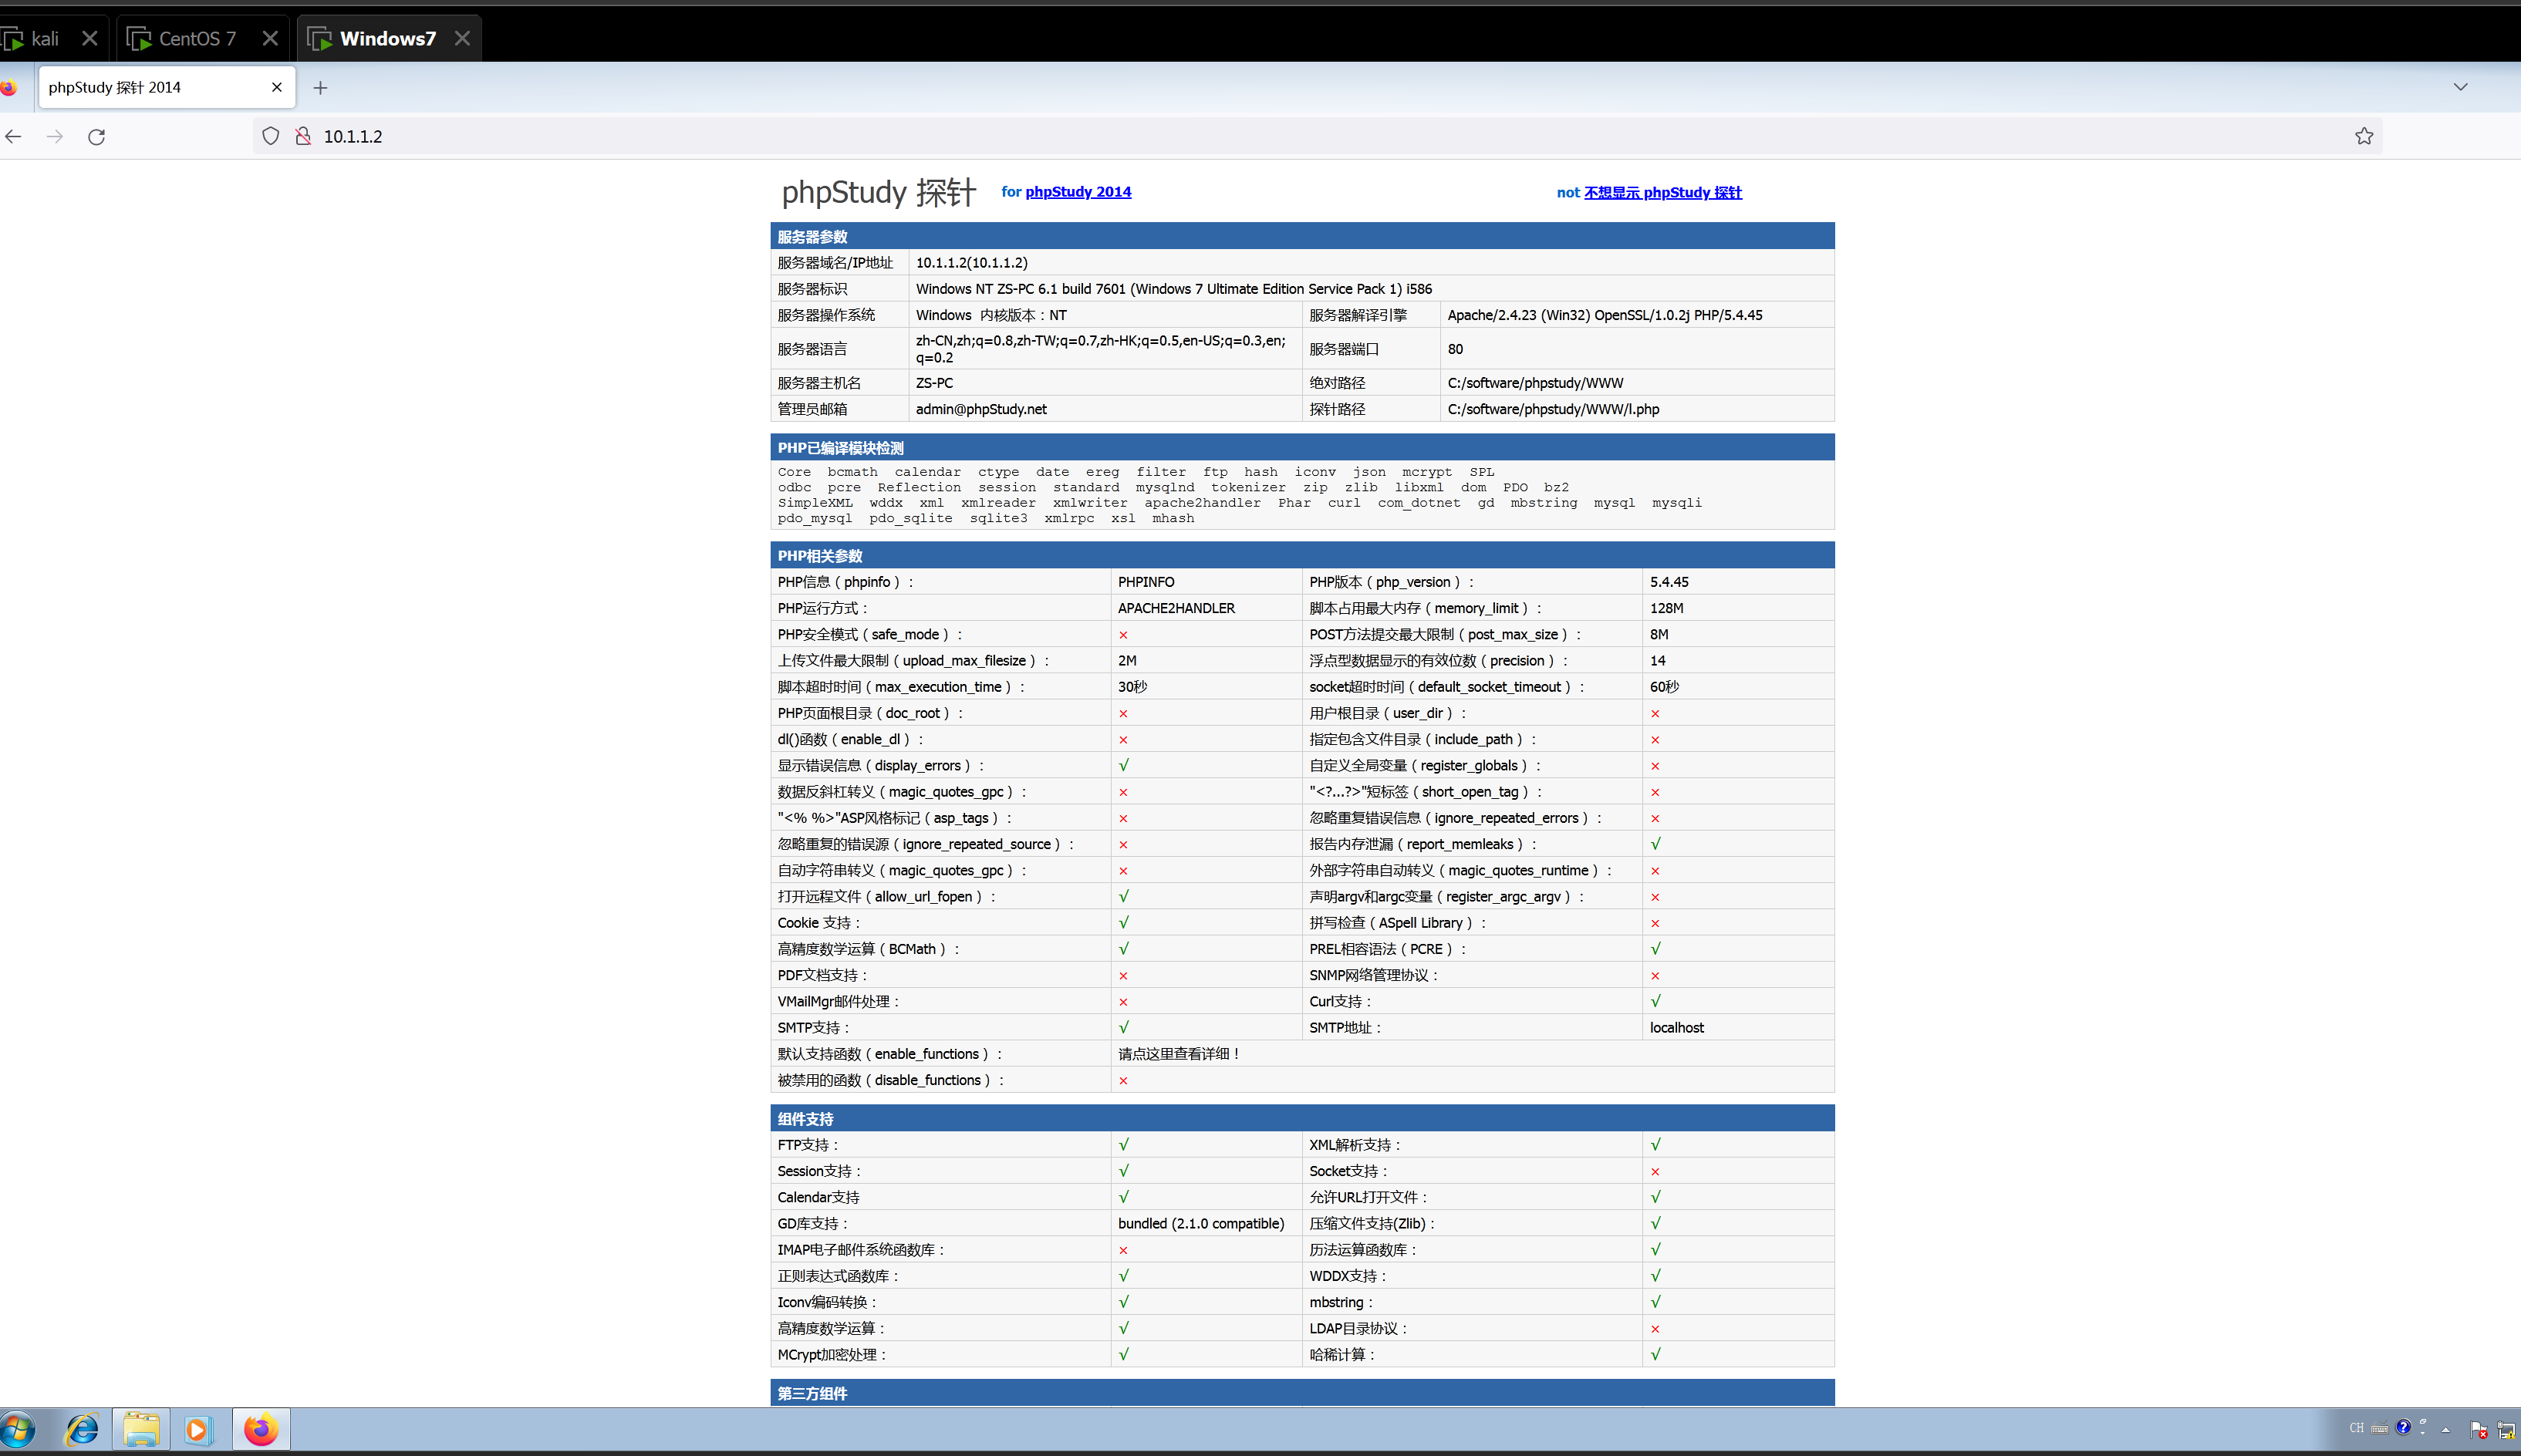 kali
CentOS 7
Windows7
phpStudy 探针 2014
10.1.1.2
phpStudy 探针 for phpStudy 2014 not 不想显示 phpStudy 探针
服务器参数
服务器域名/IP地址 10.1.1.2(10.1.1.2)
服务器标识 Windows NT ZS-PC 6.1 build 7601 (Windows 7 Ultimate Edition Service Pack 1) i586
服务器操作系统 Windows 内核版本：NT 服务器解译引擎 Apache/2.4.23 (Win32) OpenSSL/1.0.2j PHP/5.4.45
服务器语言 zh-CN,zh;q=0.8,zh-TW;q=0.7,zh-HK;q=0.5,en-US;q=0.3,en;
q=0.2 服务器端口 80
服务器主机名 ZS-PC 绝对路径 C:/software/phpstudy/WWW
管理员邮箱 admin@phpStudy.net 探针路径 C:/software/phpstudy/WWW/l.php
PHP已编译模块检测
Core bcmath calendar ctype date ereg filter ftp hash iconv json mcrypt SPL
odbc pcre Reflection session standard mysqlnd tokenizer zip zlib libxml dom PDO bz2
SimpleXML wddx xml xmlreader xmlwriter apache2handler Phar curl com_dotnet gd mbstring mysql mysqli
pdo_mysql pdo_sqlite sqlite3 xmlrpc xsl mhash
PHP相关参数
PHP信息（phpinfo）： PHPINFO PHP版本（php_version）： 5.4.45
PHP运行方式： APACHE2HANDLER 脚本占用最大内存（memory_limit）： 128M
PHP安全模式（safe_mode）： × POST方法提交最大限制（post_max_size）： 8M
上传文件最大限制（upload_max_filesize）： 2M 浮点型数据显示的有效位数（precision）： 14
脚本超时时间（max_execution_time）： 30秒 socket超时时间（default_socket_timeout）： 60秒
PHP页面根目录（doc_root）： × 用户根目录（user_dir）： ×
dl()函数（enable_dl）： × 指定包含文件目录（include_path）： ×
显示错误信息（display_errors）： √ 自定义全局变量（register_globals）： ×
数据反斜杠转义（magic_quotes_gpc）： × "<?...?>"短标签（short_open_tag）： ×
"<% %>"ASP风格标记（asp_tags）： × 忽略重复错误信息（ignore_repeated_errors）： ×
忽略重复的错误源（ignore_repeated_source）： × 报告内存泄漏（report_memleaks）： √
自动字符串转义（magic_quotes_gpc）： × 外部字符串自动转义（magic_quotes_runtime）： ×
打开远程文件（allow_url_fopen）： √ 声明argv和argc变量（register_argc_argv）： ×
Cookie 支持： √ 拼写检查（ASpell Library）： ×
高精度数学运算（BCMath）： √ PREL相容语法（PCRE）： √
PDF文档支持： × SNMP网络管理协议： ×
VMailMgr邮件处理： × Curl支持： √
SMTP支持： √ SMTP地址： localhost
默认支持函数（enable_functions）： 请点这里查看详细！
被禁用的函数（disable_functions）： ×
组件支持
FTP支持： √ XML解析支持： √
Session支持： √ Socket支持： ×
Calendar支持 √ 允许URL打开文件： √
GD库支持： bundled (2.1.0 compatible) 压缩文件支持(Zlib)： √
IMAP电子邮件系统函数库： × 历法运算函数库： √
正则表达式函数库： √ WDDX支持： √
Iconv编码转换： √ mbstring： √
高精度数学运算： √ LDAP目录协议： ×
MCrypt加密处理： √ 哈稀计算： √
第三方组件
CH